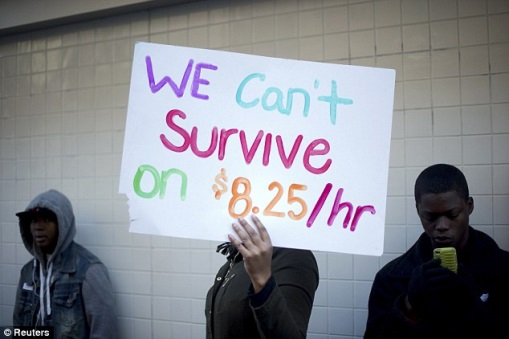 WE Can't
Survive
on $8.25/hr
(c) Reuters